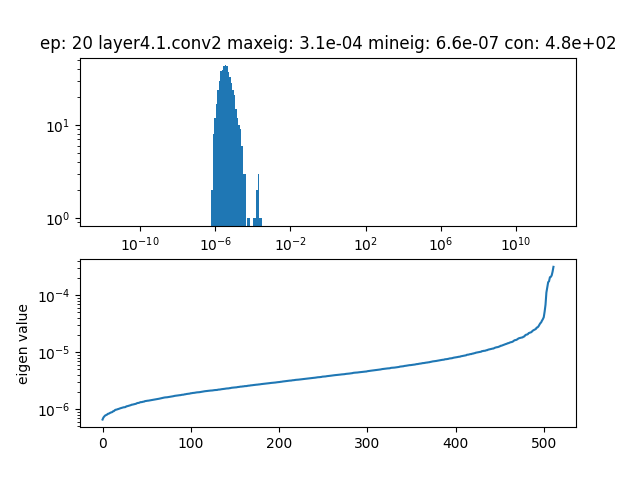 ep: 20 layer4.1.conv2 maxeig: 3.1e-04 mineig: 6.6e-07 con: 4.8e+02
10¹
10⁰
10⁻¹⁰ 10⁻⁶ 10⁻² 10² 10⁶ 10¹⁰
eigen value
10⁻⁴
10⁻⁵
10⁻⁶
0 100 200 300 400 500